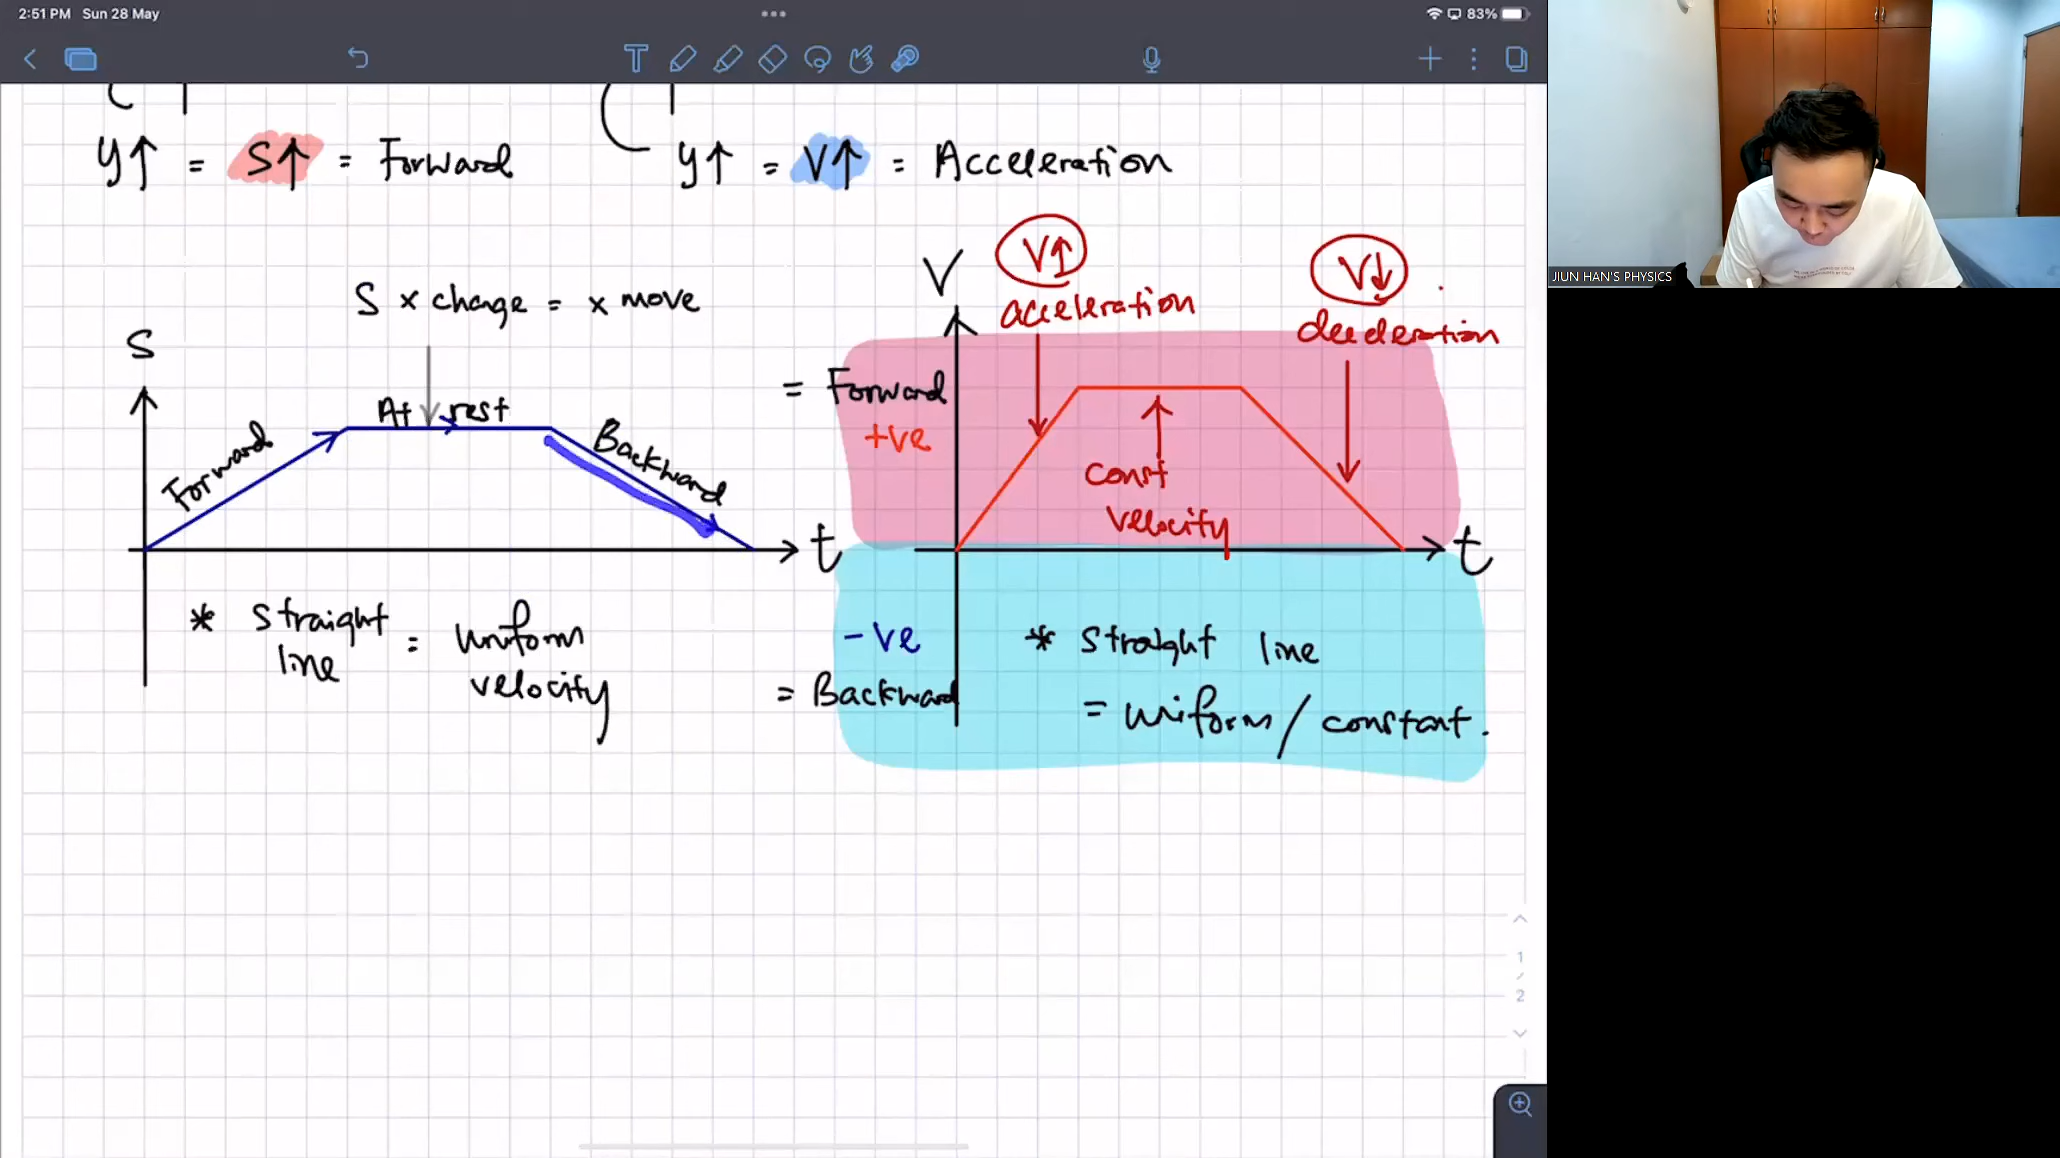 2:51 PM Sun 28 May
83%
y↑ = S↑ = Forward
y↑ = V↑ = Acceleration
S × change = × move
S
At rest
Forward
Backward
t
* straight line = uniform velocity
V
V↑
acceleration
V↓
deceleration
= Forward
+ve
const
velocity
t
-ve
= Backward
* straight line
= uniform / constant.
JIUN HAN'S PHYSICS
1
2